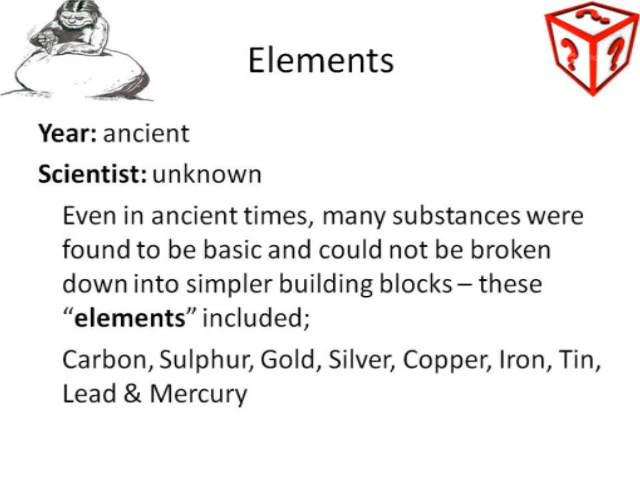 Elements
Year: ancient
Scientist: unknown
Even in ancient times, many substances were
found to be basic and could not be broken
down into simpler building blocks – these
“elements” included;
Carbon, Sulphur, Gold, Silver, Copper, Iron, Tin,
Lead & Mercury